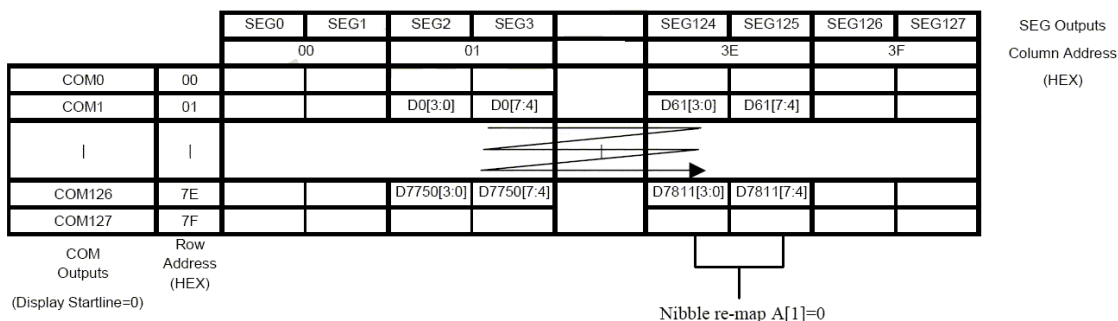 SEG0 SEG1 SEG2 SEG3 SEG124 SEG125 SEG126 SEG127 SEG Outputs
00 01 3E 3F Column Address
(HEX)
COM0 00
COM1 01 D0[3:0] D0[7:4] D61[3:0] D61[7:4]
| | |
COM126 7E D7750[3:0] D7750[7:4] D7811[3:0] D7811[7:4]
COM127 7F
COM
Outputs
(Display Startline=0)
Row
Address
(HEX)
Nibble re-map A[1]=0